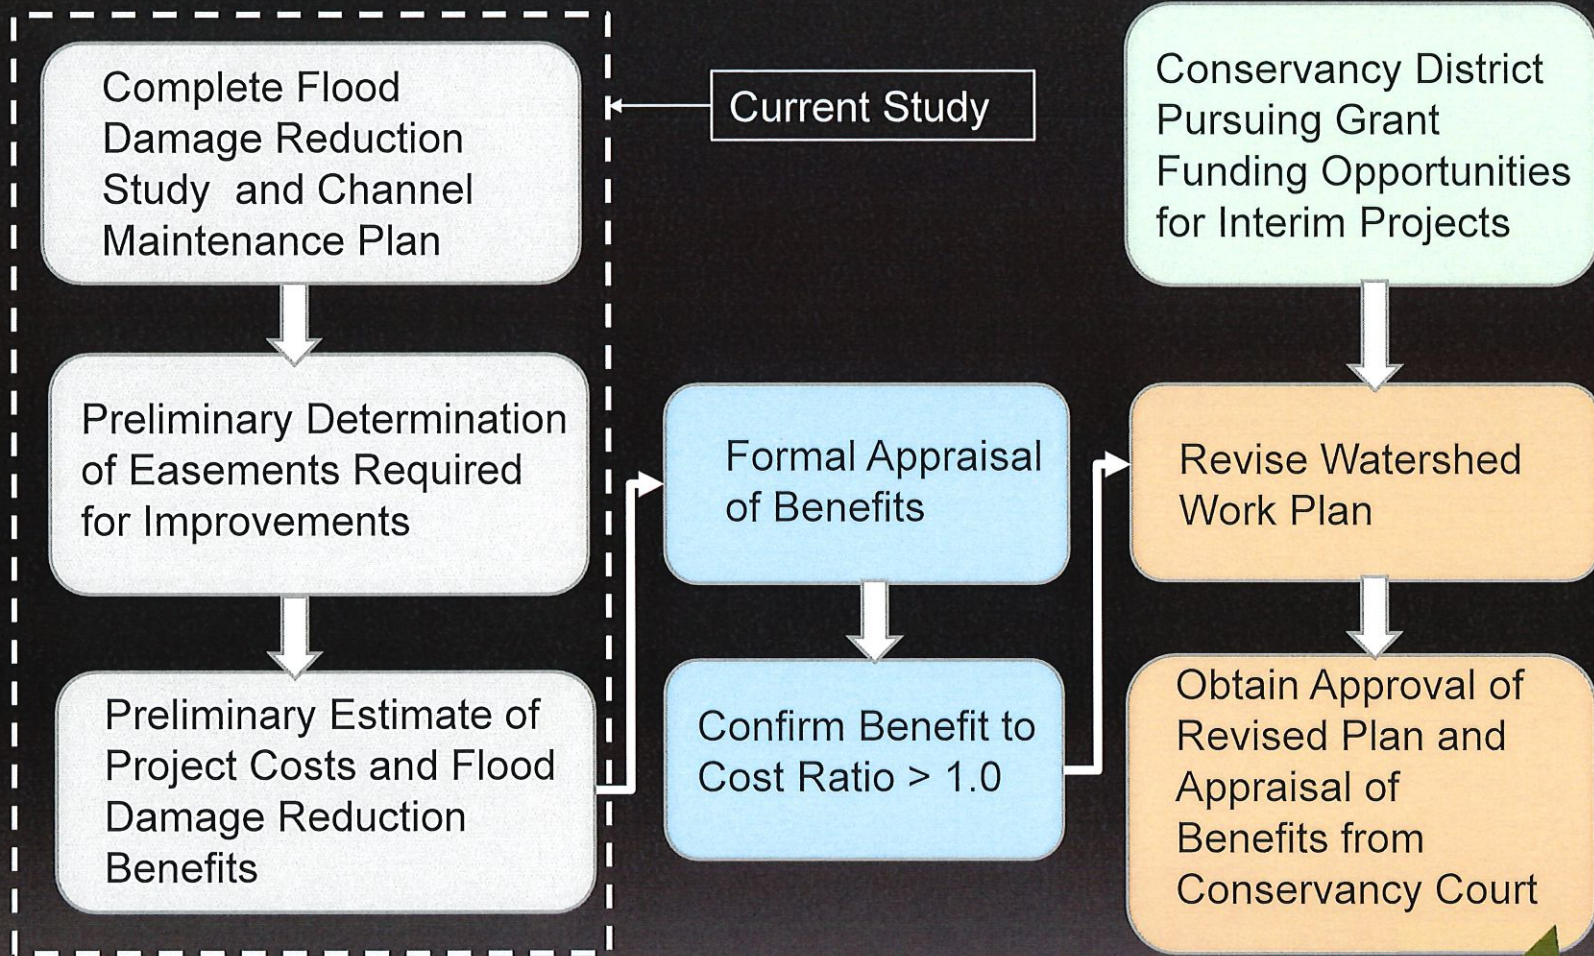 Complete Flood
Damage Reduction
Study and Channel
Maintenance Plan
Current Study
Conservancy District
Pursuing Grant
Funding Opportunities
for Interim Projects
Preliminary Determination
of Easements Required
for Improvements
Formal Appraisal
of Benefits
Revise Watershed
Work Plan
Preliminary Estimate of
Project Costs and Flood
Damage Reduction
Benefits
Confirm Benefit to
Cost Ratio > 1.0
Obtain Approval of
Revised Plan and
Appraisal of
Benefits from
Conservancy Court